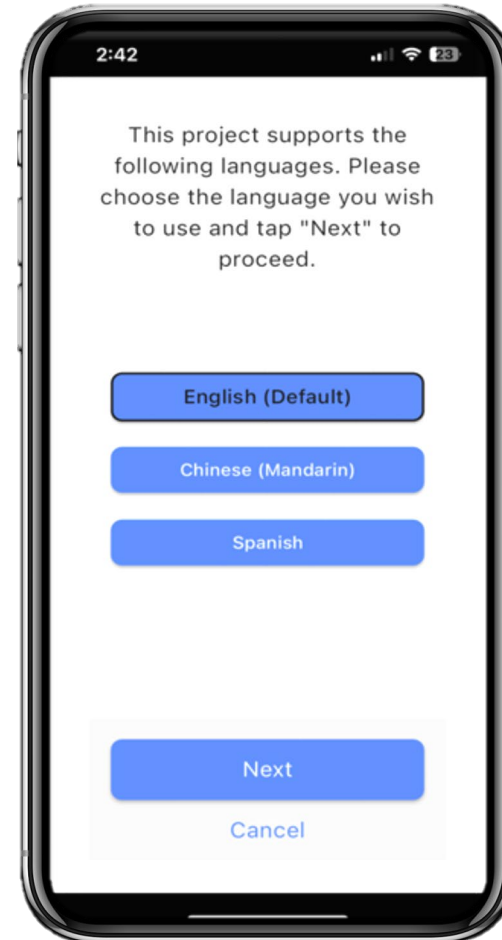 2:42
23
This project supports the
following languages. Please
choose the language you wish
to use and tap "Next" to
proceed.
English (Default)
Chinese (Mandarin)
Spanish
Next
Cancel